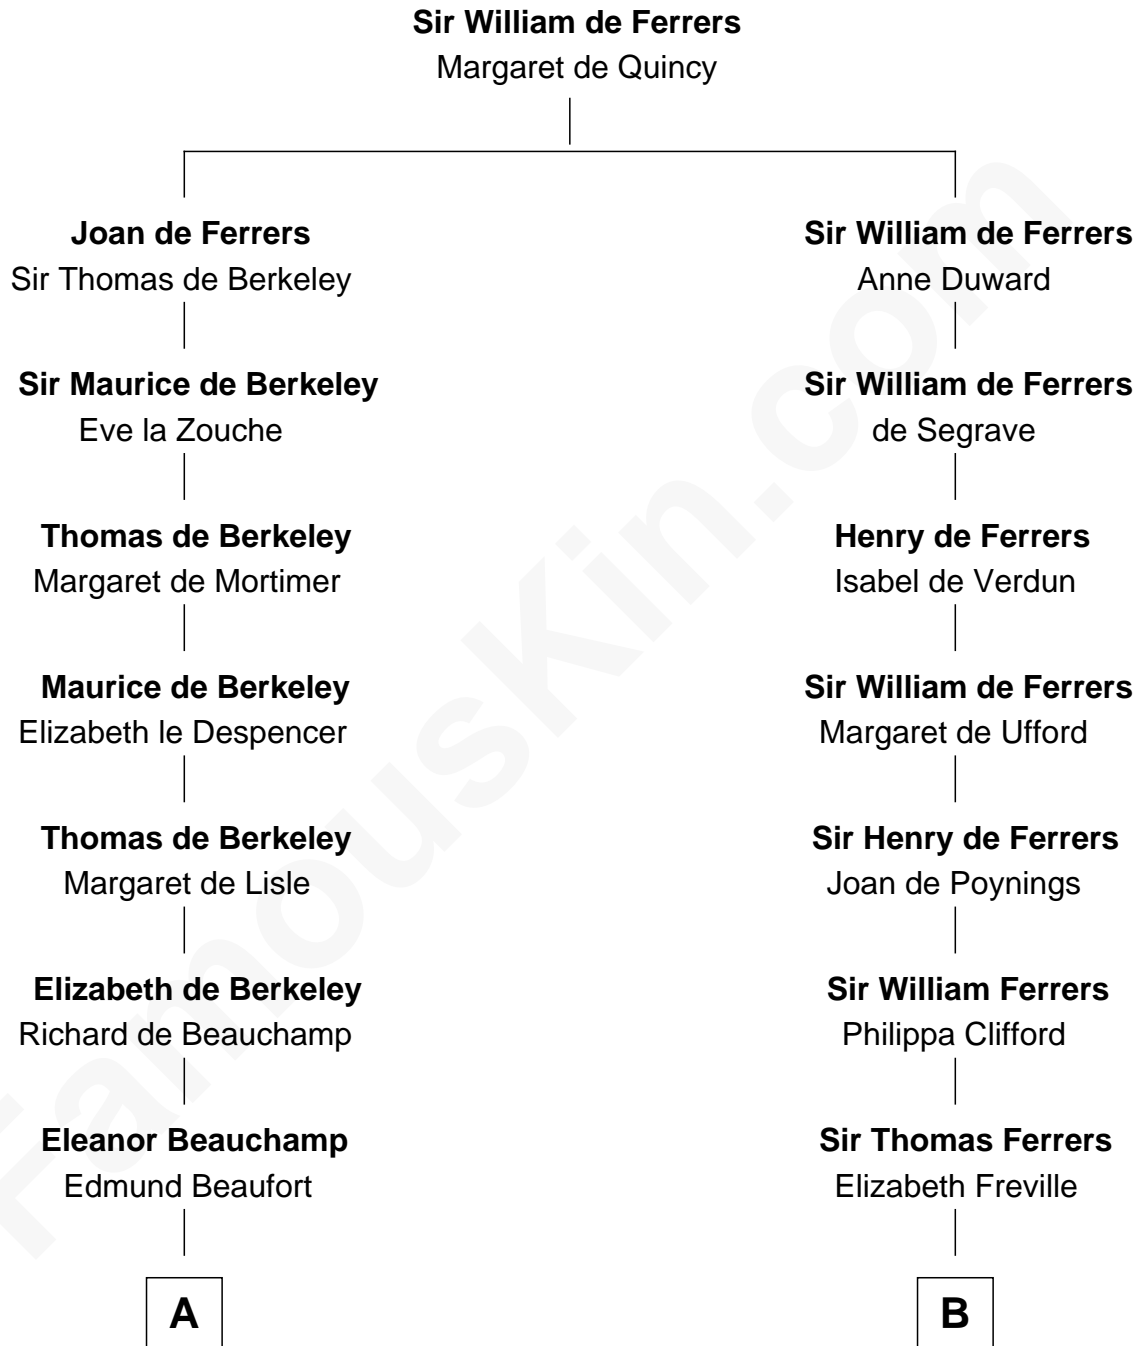 Sir William de Ferrers
Margaret de Quincy
Joan de Ferrers
Sir Thomas de Berkeley
Sir William de Ferrers
Anne Duward
Sir Maurice de Berkeley
Eve la Zouche
Sir William de Ferrers
de Segrave
Thomas de Berkeley
Margaret de Mortimer
Henry de Ferrers
Isabel de Verdun
Maurice de Berkeley
Elizabeth le Despencer
Sir William de Ferrers
Margaret de Ufford
Thomas de Berkeley
Margaret de Lisle
Sir Henry de Ferrers
Joan de Poynings
Elizabeth de Berkeley
Richard de Beauchamp
Sir William Ferrers
Philippa Clifford
Eleanor Beauchamp
Edmund Beaufort
Sir Thomas Ferrers
Elizabeth Freville
A
B
FamousKin.com